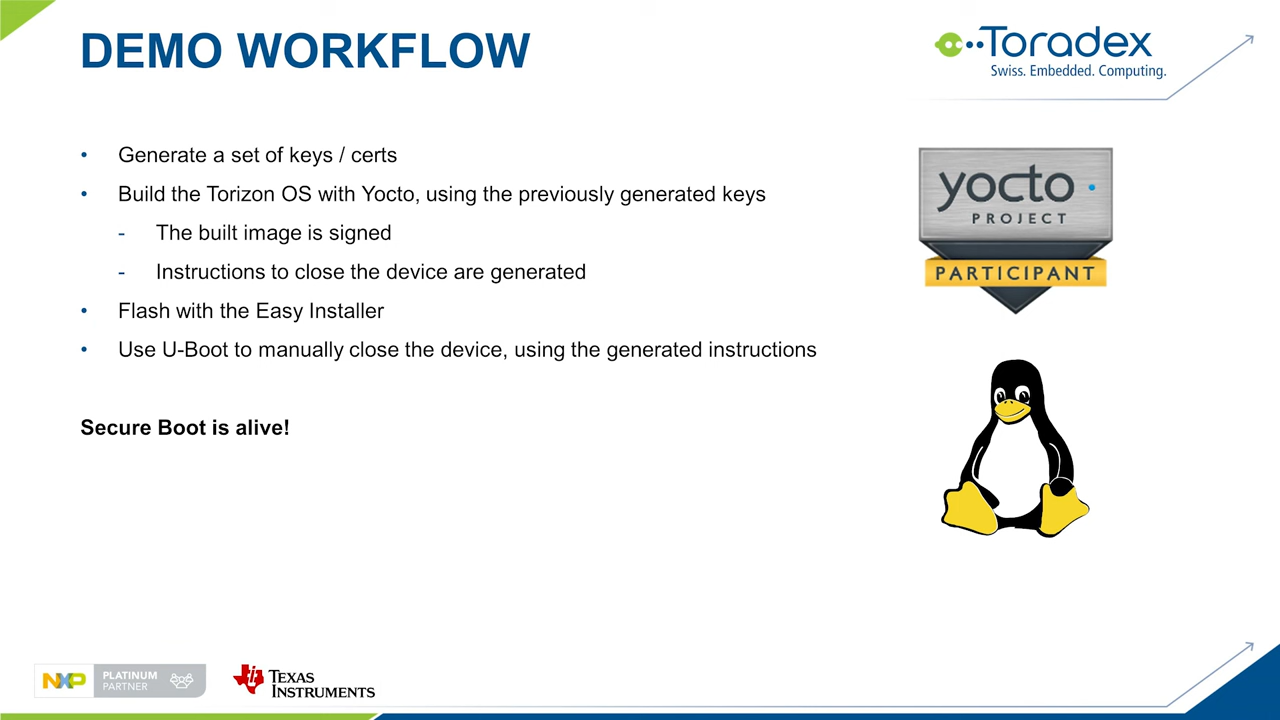 DEMO WORKFLOW
Toradex
Swiss. Embedded. Computing.
• Generate a set of keys / certs
• Build the Torizon OS with Yocto, using the previously generated keys
- The built image is signed
- Instructions to close the device are generated
• Flash with the Easy Installer
• Use U-Boot to manually close the device, using the generated instructions
Secure Boot is alive!
yocto
PROJECT
PARTICIPANT
NXP
PLATINUM
PARTNER
TEXAS
INSTRUMENTS